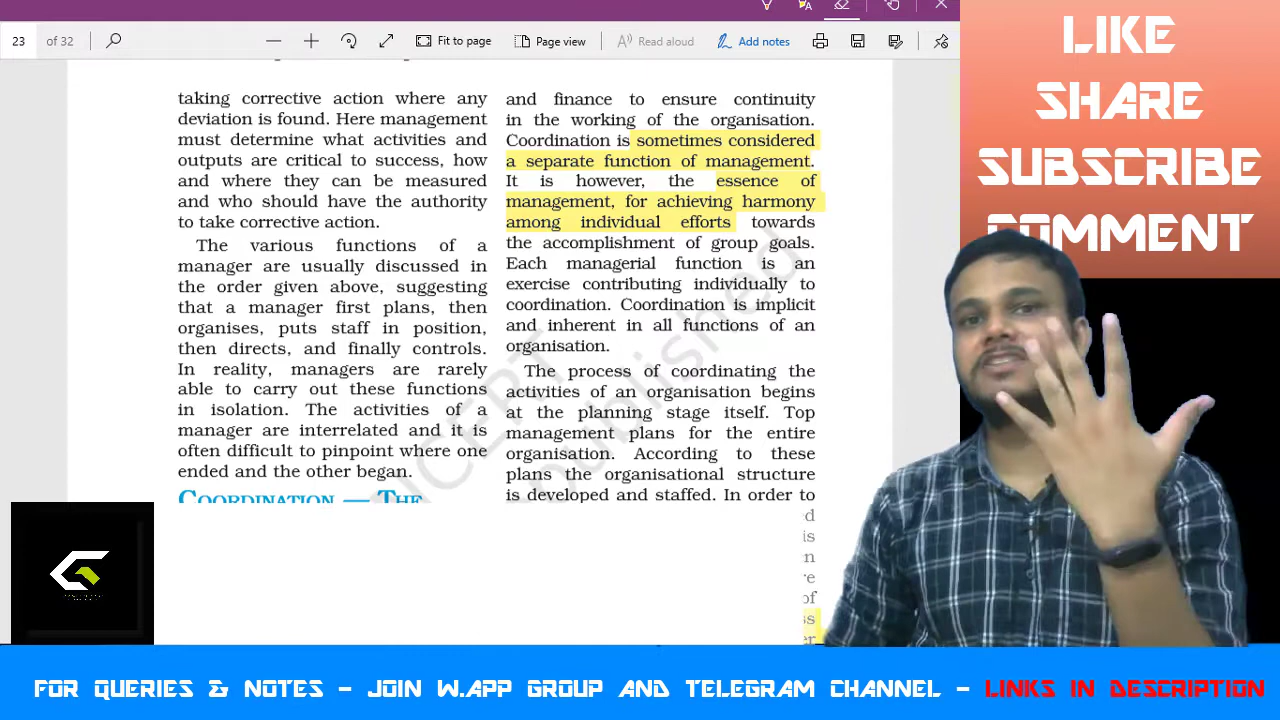 23
of 32
Fit to page
Page view
Read aloud
Add notes
LIKE
SHARE
SUBSCRIBE
COMMENT
taking corrective action where any
deviation is found. Here management
must determine what activities and
outputs are critical to success, how
and where they can be measured
and who should have the authority
to take corrective action.
The various functions of a
manager are usually discussed in
the order given above, suggesting
that a manager first plans, then
organises, puts staff in position,
then directs, and finally controls.
In reality, managers are rarely
able to carry out these functions
in isolation. The activities of a
manager are interrelated and it is
often difficult to pinpoint where one
ended and the other began.
COORDINATION — THE
and finance to ensure continuity
in the working of the organisation.
Coordination is sometimes considered
a separate function of management.
It is however, the essence of
management, for achieving harmony
among individual efforts towards
the accomplishment of group goals.
Each managerial function is an
exercise contributing individually to
coordination. Coordination is implicit
and inherent in all functions of an
organisation.
The process of coordinating the
activities of an organisation begins
at the planning stage itself. Top
management plans for the entire
organisation. According to these
plans the organisational structure
is developed and staffed. In order to
ed
is
n
re
of
er
published
FOR QUERIES & NOTES - JOIN W.APP GROUP AND TELEGRAM CHANNEL - LINKS IN DESCRIPTION